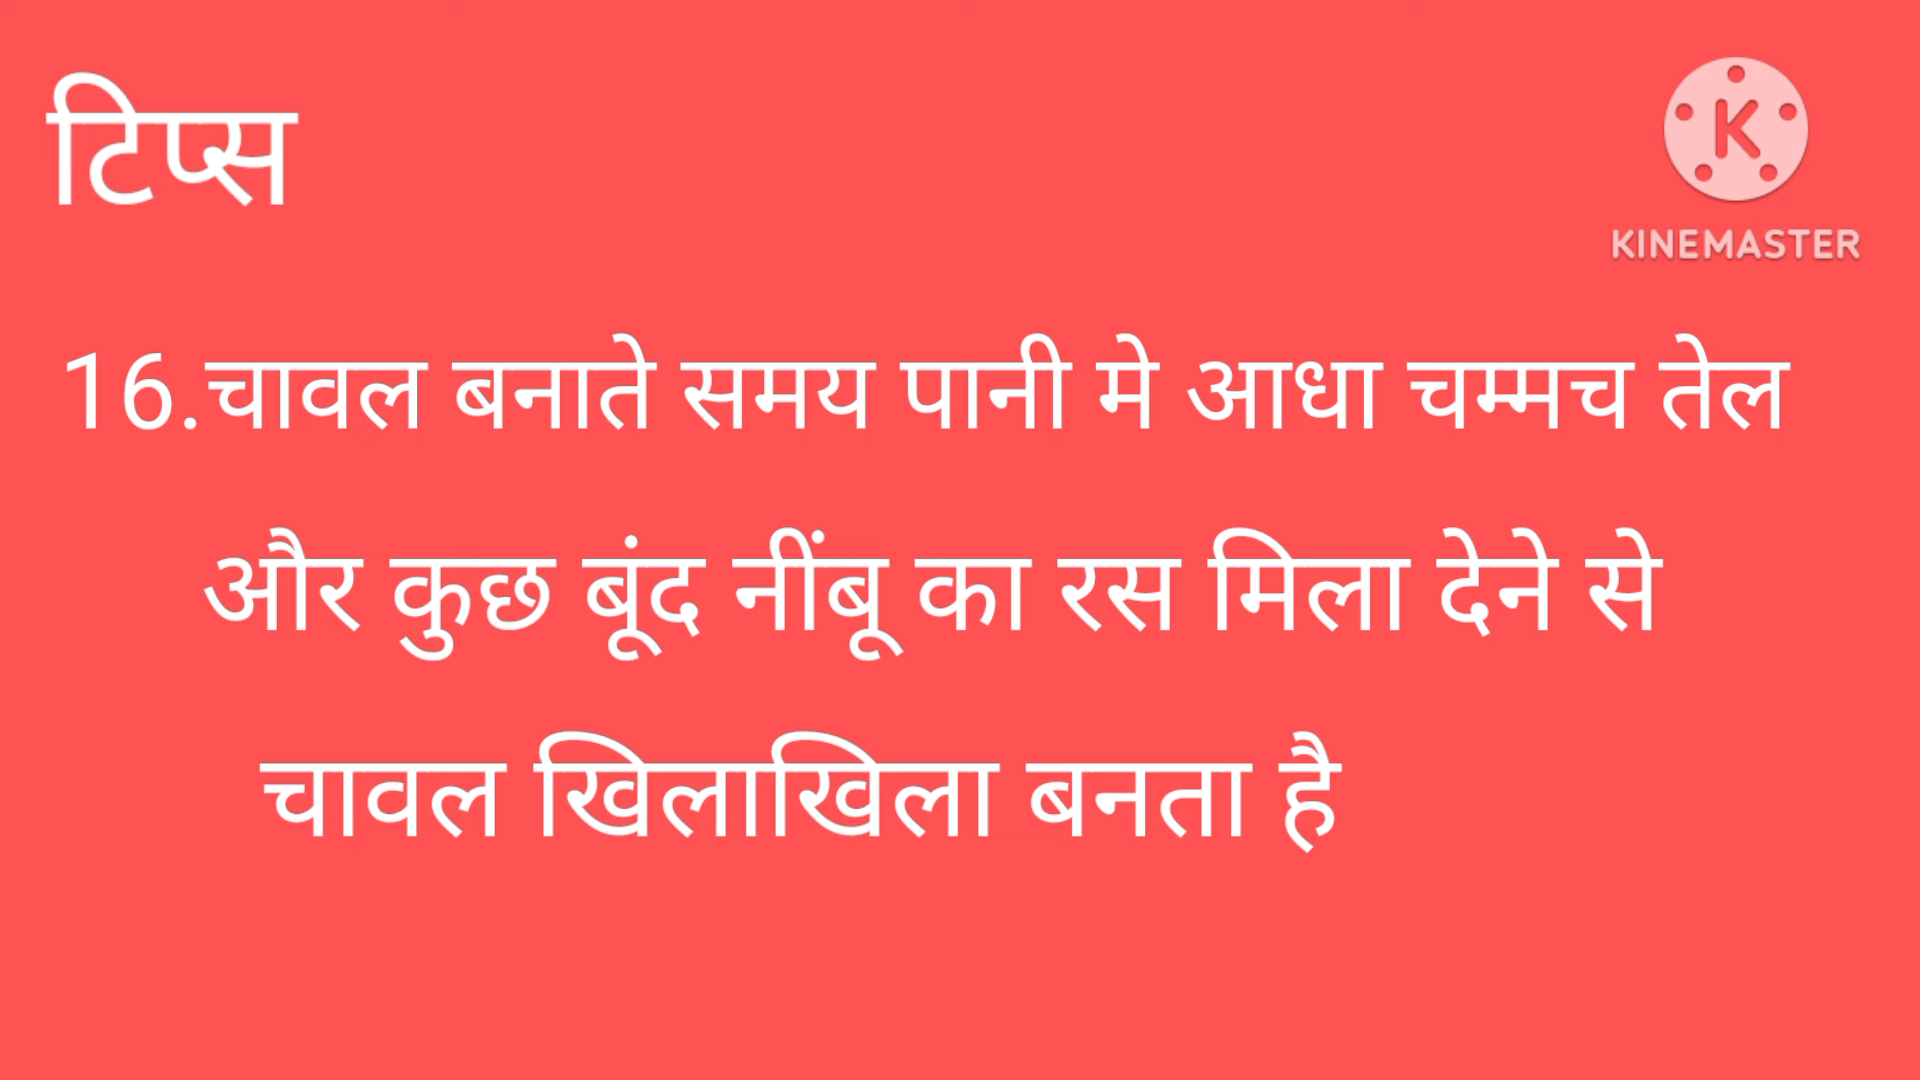 टिप्स
KINEMASTER
16.चावल बनाते समय पानी मे आधा चम्मच तेल
और कुछ बूंद नींबू का रस मिला देने से
चावल खिलाखिला बनता है